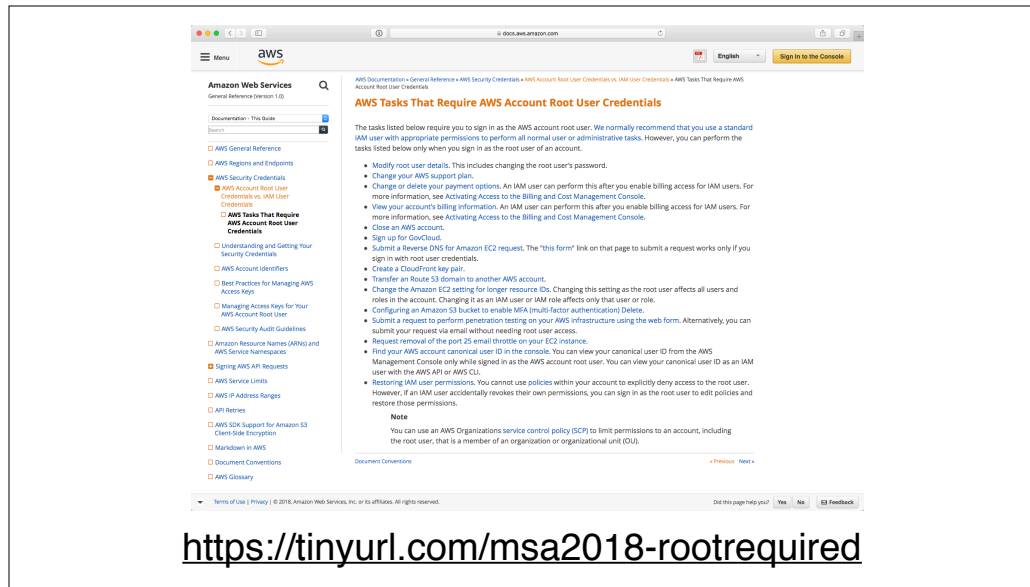 docs.aws.amazon.com
Menu
aws
English
Sign In to the Console
Amazon Web Services
General Reference (Version 1.0)
Documentation - This Guide
Search
AWS General Reference
AWS Regions and Endpoints
AWS Security Credentials
AWS Account Root User
Credentials vs. IAM User
Credentials
AWS Tasks That Require
AWS Account Root User
Credentials
Understanding and Getting Your
Security Credentials
AWS Account Identifiers
Best Practices for Managing AWS
Access Keys
Managing Access Keys for Your
AWS Account Root User
AWS Security Audit Guidelines
Amazon Resource Names (ARNs) and
AWS Service Namespaces
Signing AWS API Requests
AWS Service Limits
AWS IP Address Ranges
API Retries
AWS SDK Support for Amazon S3
Client-Side Encryption
Markdown in AWS
Document Conventions
AWS Glossary
AWS Documentation » General Reference » AWS Security Credentials » AWS Account Root User Credentials vs. IAM User Credentials » AWS Tasks That Require AWS
Account Root User Credentials
AWS Tasks That Require AWS Account Root User Credentials
The tasks listed below require you to sign in as the AWS account root user. We normally recommend that you use a standard
IAM user with appropriate permissions to perform all normal user or administrative tasks. However, you can perform the
tasks listed below only when you sign in as the root user of an account.
• Modify root user details. This includes changing the root user's password.
• Change your AWS support plan.
• Change or delete your payment options. An IAM user can perform this after you enable billing access for IAM users. For
more information, see Activating Access to the Billing and Cost Management Console.
• View your account's billing information. An IAM user can perform this after you enable billing access for IAM users. For
more information, see Activating Access to the Billing and Cost Management Console.
• Close an AWS account.
• Sign up for GovCloud.
• Submit a Reverse DNS for Amazon EC2 request. The "this form" link on that page to submit a request works only if you
sign in with root user credentials.
• Create a CloudFront key pair.
• Transfer an Route 53 domain to another AWS account.
• Change the Amazon EC2 setting for longer resource IDs. Changing this setting as the root user affects all users and
roles in the account. Changing it as an IAM user or IAM role affects only that user or role.
• Configuring an Amazon S3 bucket to enable MFA (multi-factor authentication) Delete.
• Submit a request to perform penetration testing on your AWS infrastructure using the web form. Alternatively, you can
submit your request via email without needing root user access.
• Request removal of the port 25 email throttle on your EC2 instance.
• Find your AWS account canonical user ID in the console. You can view your canonical user ID from the AWS
Management Console only while signed in as the AWS account root user. You can view your canonical user ID as an IAM
user with the AWS API or AWS CLI.
• Restoring IAM user permissions. You cannot use policies within your account to explicitly deny access to the root user.
However, if an IAM user accidentally revokes their own permissions, you can sign in as the root user to edit policies and
restore those permissions.
Note
You can use an AWS Organizations service control policy (SCP) to limit permissions to an account, including
the root user, that is a member of an organization or organizational unit (OU).
Document Conventions
« Previous Next »
Terms of Use | Privacy | © 2018, Amazon Web Services, Inc. or its affiliates. All rights reserved.
Did this page help you? Yes No Feedback
https://tinyurl.com/msa2018-rootrequired